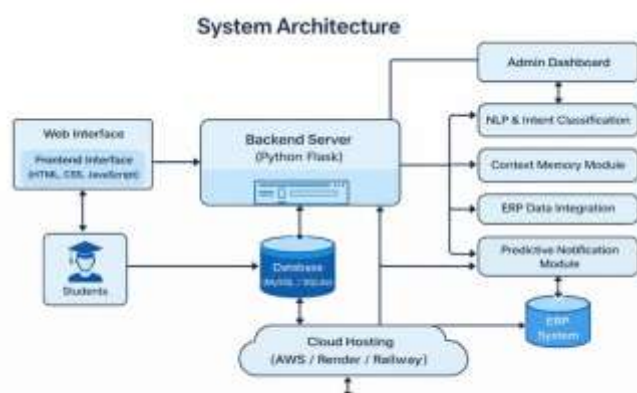 System Architecture
Admin Dashboard
Web Interface
Frontend Interface
(HTML, CSS, JavaScript)
Backend Server
(Python Flask)
NLP & Intent Classification
Context Memory Module
ERP Data Integration
Predictive Notification
Module
Students
Database
ERP
System
Cloud Hosting
(AWS / Render / Railway)